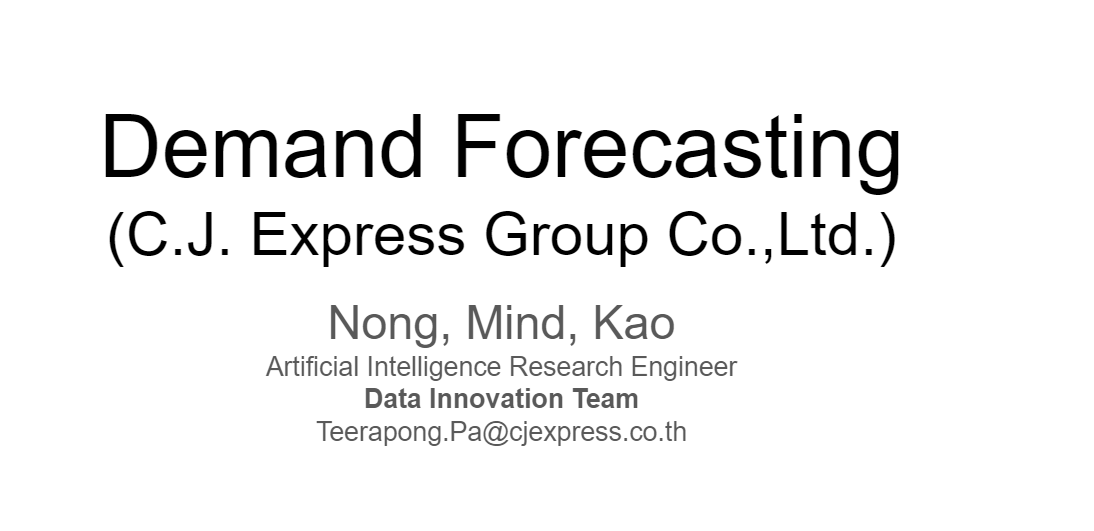 Demand Forecasting
(C.J. Express Group Co.,Ltd.)
Nong, Mind, Kao
Artificial Intelligence Research Engineer
Data Innovation Team
Teerapong.Pa@cjexpress.co.th